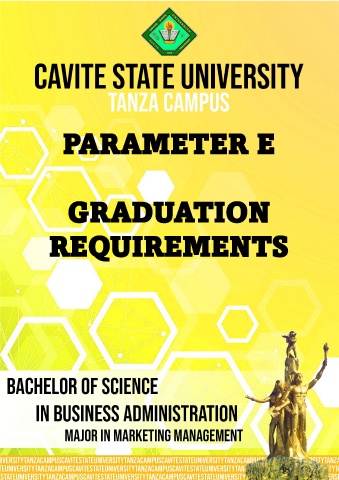 CAVITE STATE UNIVERSITY
TANZA CAMPUS
PARAMETER E
GRADUATION
REQUIREMENTS
BACHELOR OF SCIENCE
IN BUSINESS ADMINISTRATION
MAJOR IN MARKETING MANAGEMENT